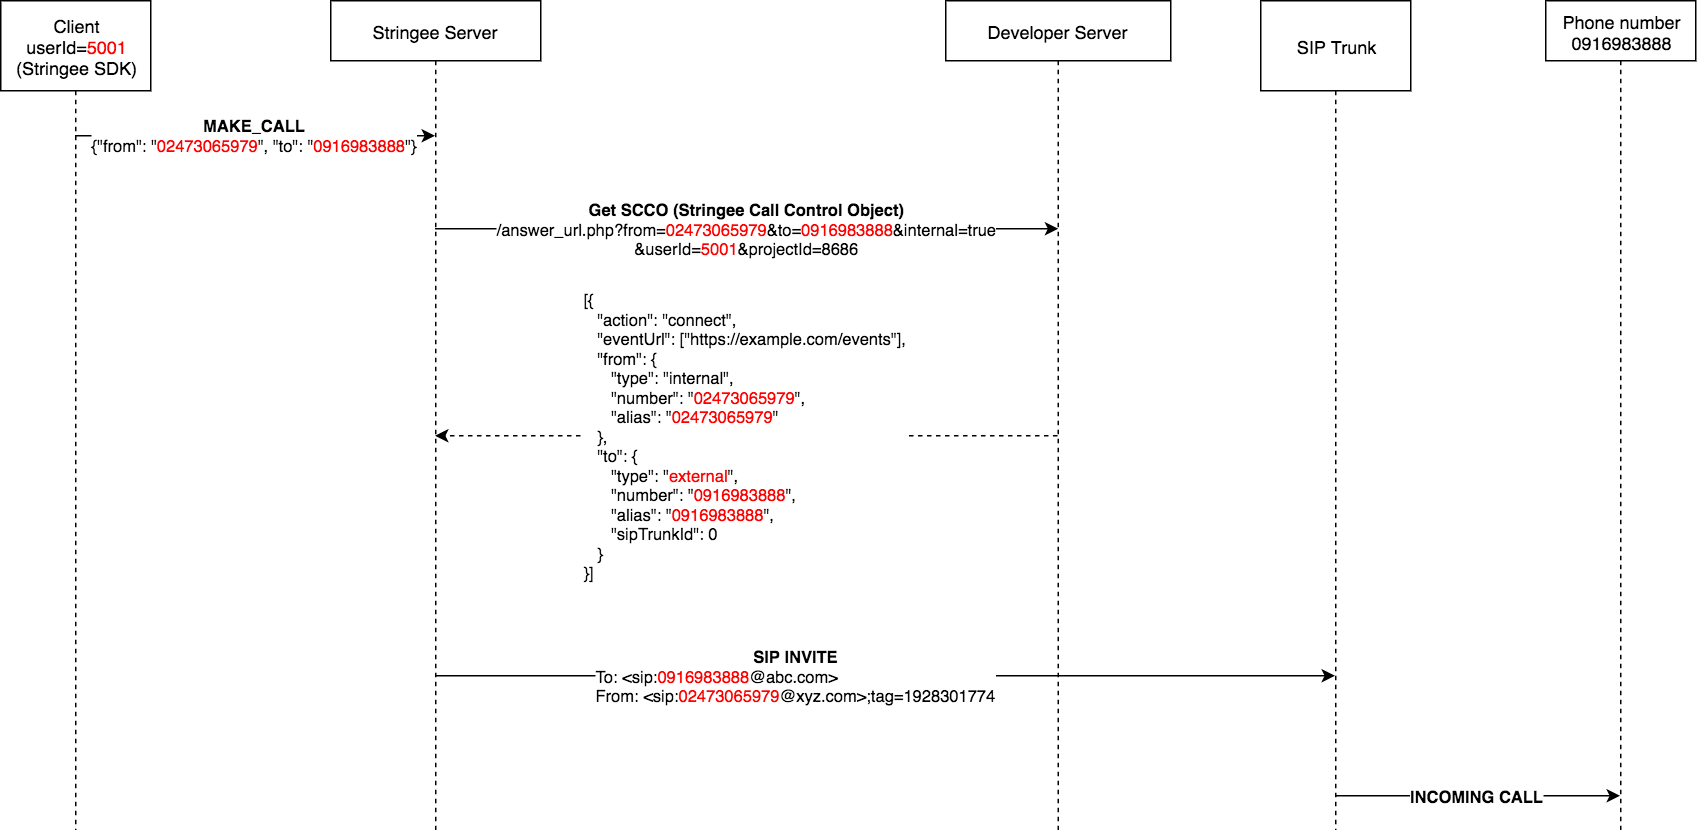 Client
userId=5001
(Stringee SDK)
Stringee Server
Developer Server
SIP Trunk
Phone number
0916983888
MAKE_CALL
{"from": "02473065979", "to": "0916983888"}
Get SCCO (Stringee Call Control Object)
/answer_url.php?from=02473065979&to=0916983888&internal=true
&userId=5001&projectId=8686
[{
"action": "connect",
"eventUrl": ["https://example.com/events"],
"from": {
"type": "internal",
"number": "02473065979",
"alias": "02473065979"
},
"to": {
"type": "external",
"number": "0916983888",
"alias": "0916983888",
"sipTrunkId": 0
}
}]
SIP INVITE
To: <sip:0916983888@abc.com>
From: <sip:02473065979@xyz.com>;tag=1928301774
INCOMING CALL